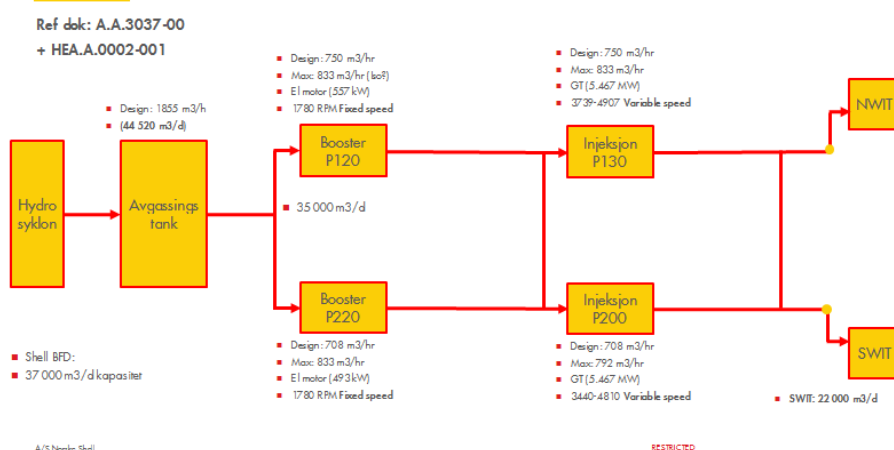 Ref dok: A.A.3037-00
+ HEA.A.0002-001
Design: 1855 m3/h
(44 520 m3/d)
Design: 750 m3/hr
Max: 833 m3/hr (Iso?)
El motor (557 kW)
1780 RPM Fixed speed
Design: 750 m3/hr
Max: 833 m3/hr
GT (5.467 MW)
3739-4907 Variable speed
NWIT
Hydro
syklon
Avgassings
tank
Booster
P120
Injeksjon
P130
35 000 m3/d
Booster
P220
Injeksjon
P200
SWIT
Shell BFD:
37 000 m3/d kapasitet
Design: 708 m3/hr
Max: 833 m3/hr
El motor (493 kW)
1780 RPM Fixed speed
Design: 708 m3/hr
Max: 792 m3/hr
GT (5.467 MW)
3440-4810 Variable speed
SWIT: 22 000 m3/d
A/S Norske Shell
RESTRICTED